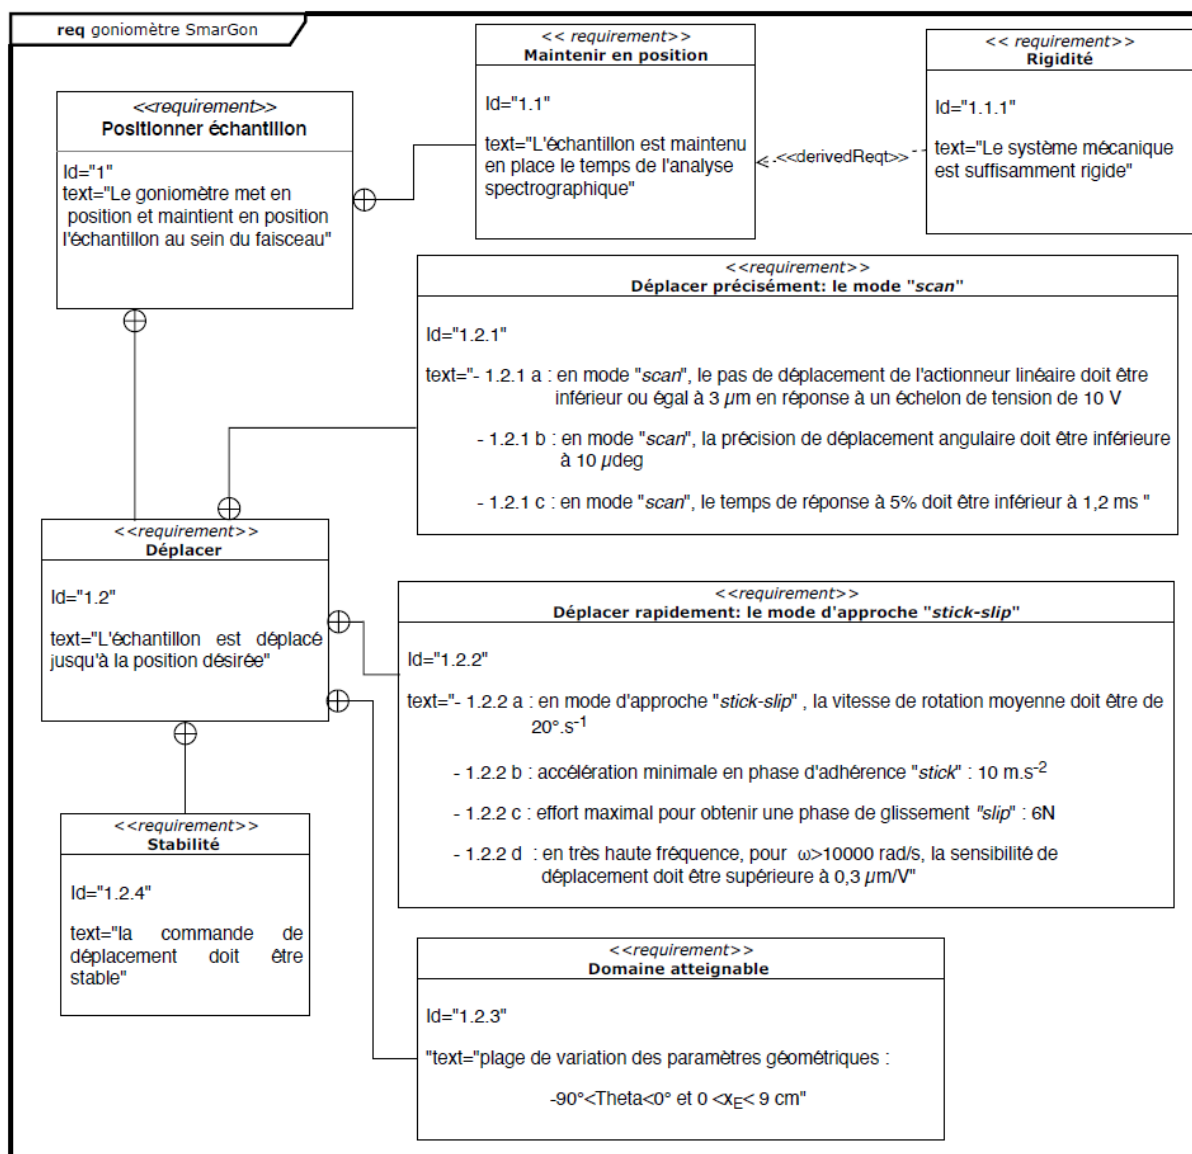 req goniomètre SmarGon
<<requirement>>
Positionner échantillon
Id="1"
text="Le goniomètre met en
position et maintient en position
l'échantillon au sein du faisceau"
<< requirement>>
Maintenir en position
Id="1.1"
text="L'échantillon est maintenu
en place le temps de l'analyse
spectrographique"
<<derivedReqt>>
<< requirement>>
Rigidité
Id="1.1.1"
text="Le système mécanique
est suffisamment rigide"
<<requirement>>
Déplacer précisément: le mode "scan"
Id="1.2.1"
text="- 1.2.1 a : en mode "scan", le pas de déplacement de l'actionneur linéaire doit être
inférieur ou égal à 3 µm en réponse à un échelon de tension de 10 V
- 1.2.1 b : en mode "scan", la précision de déplacement angulaire doit être inférieure
à 10 µdeg
- 1.2.1 c : en mode "scan", le temps de réponse à 5% doit être inférieur à 1,2 ms "
<<requirement>>
Déplacer
Id="1.2"
text="L'échantillon est déplacé
jusqu'à la position désirée"
<<requirement>>
Déplacer rapidement: le mode d'approche "stick-slip"
Id="1.2.2"
text="- 1.2.2 a : en mode d'approche "stick-slip" , la vitesse de rotation moyenne doit être de
20°.s-1
- 1.2.2 b : accélération minimale en phase d'adhérence "stick" : 10 m.s-2
- 1.2.2 c : effort maximal pour obtenir une phase de glissement "slip" : 6N
- 1.2.2 d : en très haute fréquence, pour ω>10000 rad/s, la sensibilité de
déplacement doit être supérieure à 0,3 µm/V"
<<requirement>>
Stabilité
Id="1.2.4"
text="la commande de
déplacement doit être
stable"
<<requirement>>
Domaine atteignable
Id="1.2.3"
"text="plage de variation des paramètres géométriques :
-90°<Theta<0° et 0 <xE< 9 cm"